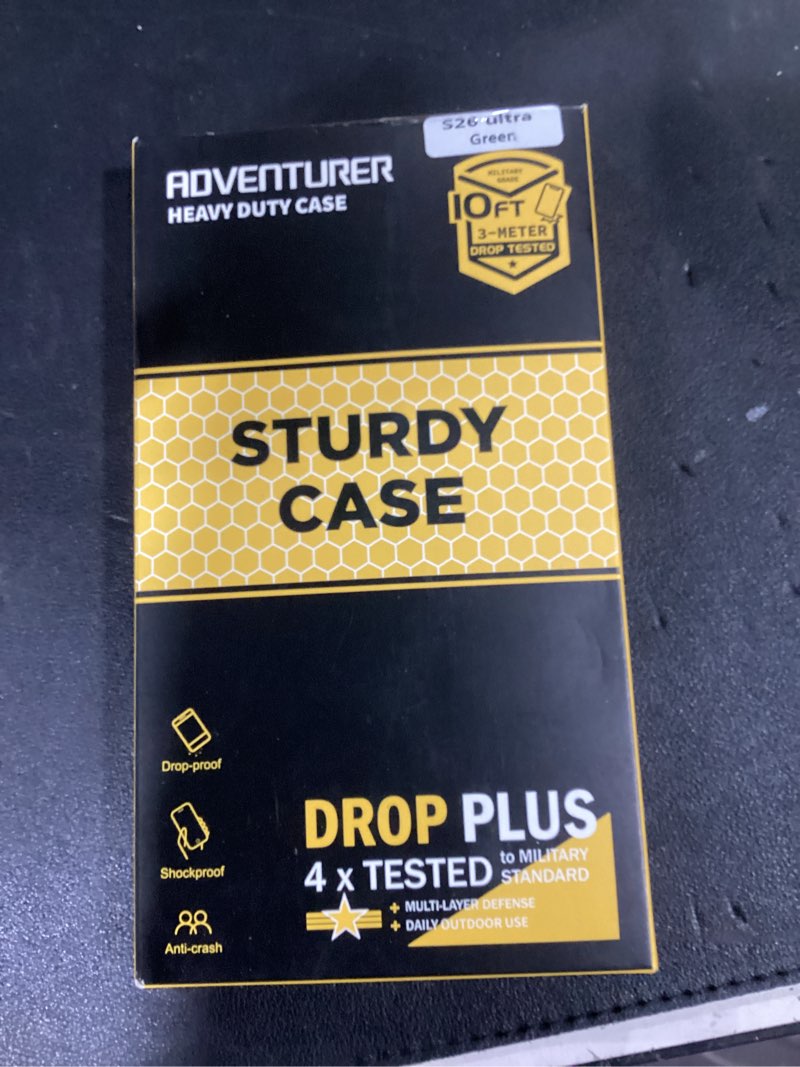 S26 ultra
Green
ADVENTURER
HEAVY DUTY CASE
MILITARY
GRADE
10FT
3-METER
DROP TESTED
STURDY
CASE
Drop-proof
Shockproof
Anti-crash
DROP PLUS
4 x TESTED to MILITARY
STANDARD
+ MULTI-LAYER DEFENSE
+ DAILY OUTDOOR USE